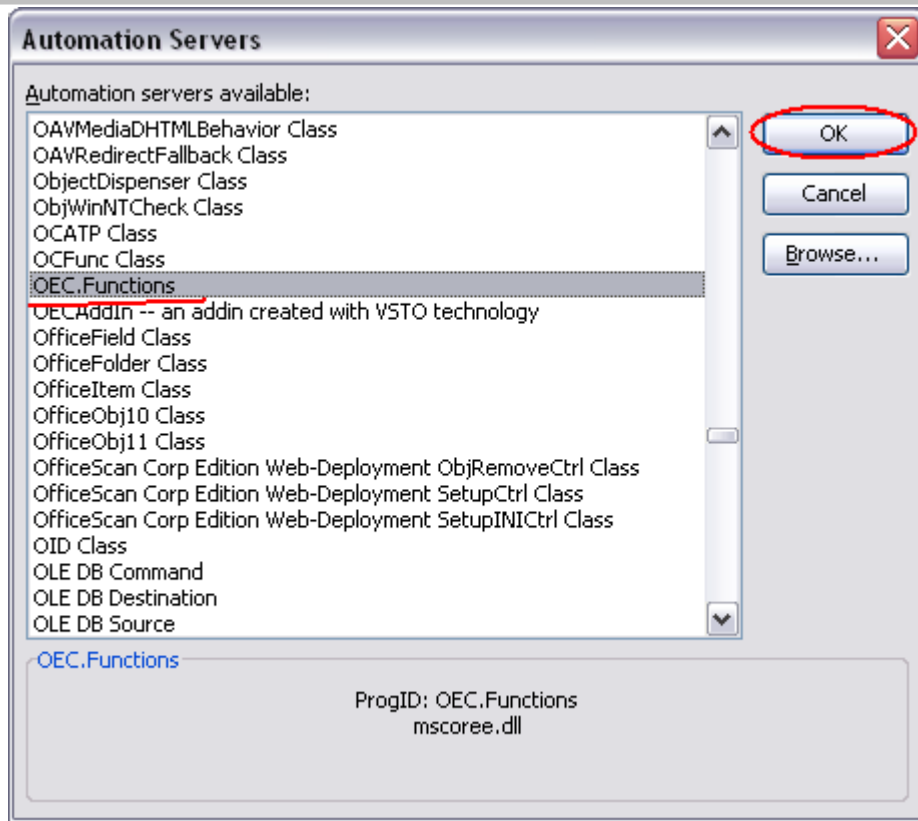 Automation Servers
Automation servers available:
OAVMediaDHTMLBehavior Class
OAVRedirectFallback Class
ObjectDispenser Class
ObjWinNTCheck Class
OCATP Class
OCFunc Class
OEC.Functions
OECAddIn -- an addin created with VSTO technology
OfficeField Class
OfficeFolder Class
OfficeItem Class
OfficeObj10 Class
OfficeObj11 Class
OfficeScan Corp Edition Web-Deployment ObjRemoveCtrl Class
OfficeScan Corp Edition Web-Deployment SetupCtrl Class
OfficeScan Corp Edition Web-Deployment SetupINICtrl Class
OID Class
OLE DB Command
OLE DB Destination
OLE DB Source
OK
Cancel
Browse...
OEC.Functions
ProgID: OEC.Functions
mscoree.dll